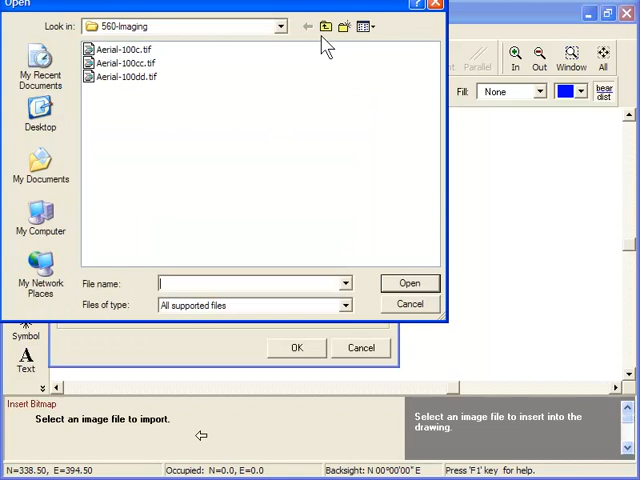 Open
Look in: 560-Imaging
My Recent
Documents
Desktop
My Documents
My Computer
My Network
Places
Aerial-100c.tif
Aerial-100cc.tif
Aerial-100dd.tif
File name:
Open
Files of type: All supported files
Cancel
Parallel
In Out Window All
Fill: None
bear
dist
Symbol
Text
OK Cancel
Insert Bitmap
Select an image file to import.
Select an image file to insert into the
drawing.
N=338.50, E=394.50 Occupied: N=0.0, E=0.0 Backsight: N 00°00'00" E Press 'F1' key for help.